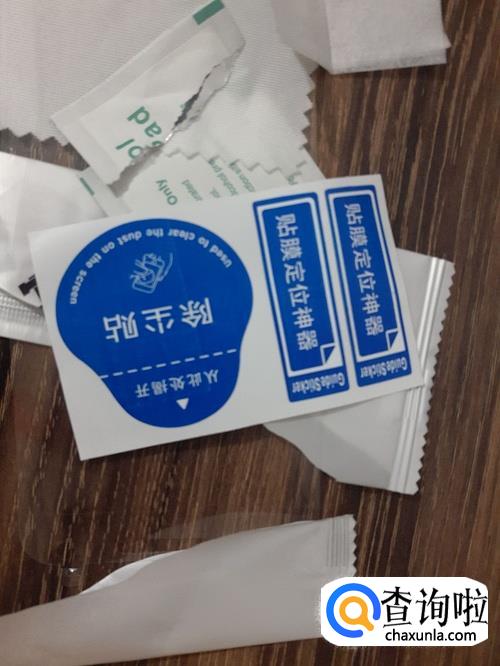 used to clear the dust on the screen
除尘贴
从此处揭开
贴膜定位神器
Guide Sticker
贴膜定位神器
Guide Sticker
Only
查询啦
chaxunla.com